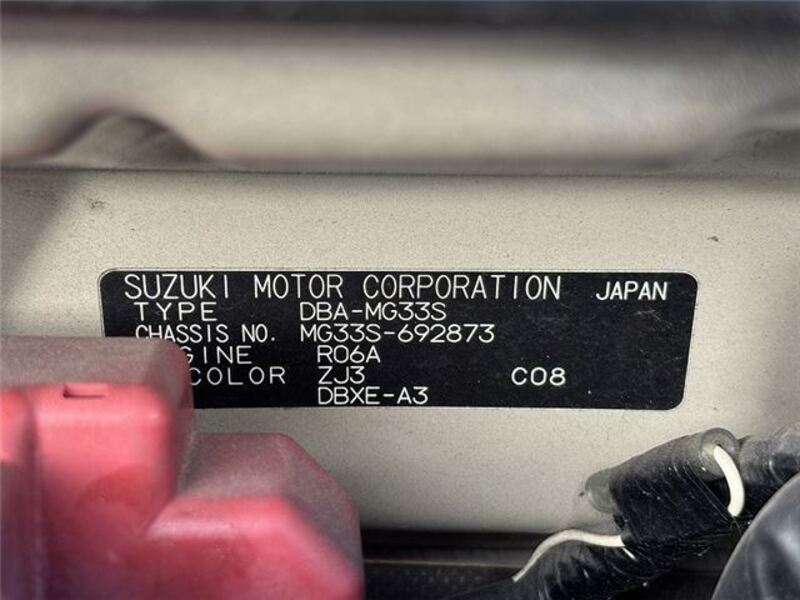 SUZUKI MOTOR CORPORATION JAPAN
TYPE DBA-MG33S
CHASSIS NO. MG33S-692873
GINE R06A
COLOR ZJ3 C08
DBXE-A3